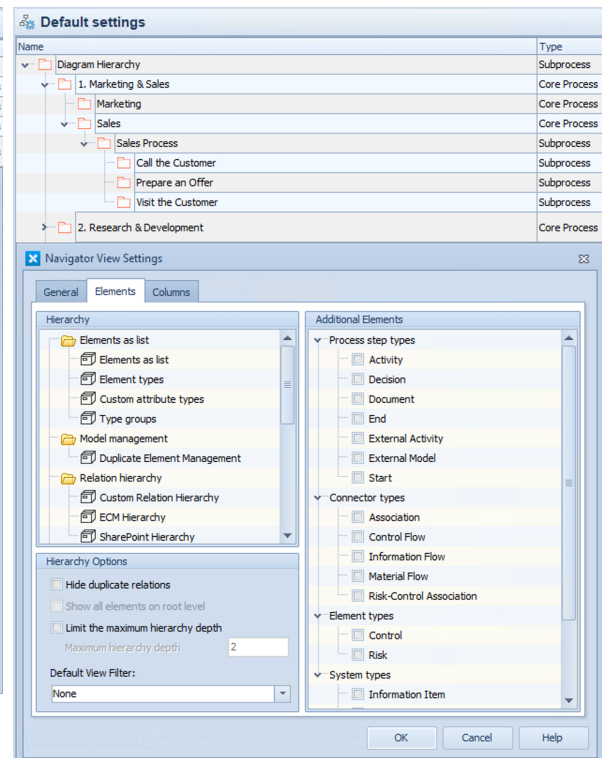 Default settings
Name Type
Diagram Hierarchy Subprocess
1. Marketing & Sales Core Process
Marketing Core Process
Sales Core Process
Sales Process Subprocess
Call the Customer Subprocess
Prepare an Offer Subprocess
Visit the Customer Subprocess
2. Research & Development Core Process
Navigator View Settings
General Elements Columns
Hierarchy
Elements as list
Elements as list
Element types
Custom attribute types
Type groups
Model management
Duplicate Element Management
Relation hierarchy
Custom Relation Hierarchy
ECM Hierarchy
SharePoint Hierarchy
Hierarchy Options
Hide duplicate relations
Show all elements on root level
Limit the maximum hierarchy depth
Maximum hierarchy depth 2
Default View Filter:
None
Additional Elements
Process step types
Activity
Decision
Document
End
External Activity
External Model
Start
Connector types
Association
Control Flow
Information Flow
Material Flow
Risk-Control Association
Element types
Control
Risk
System types
Information Item
OK Cancel Help